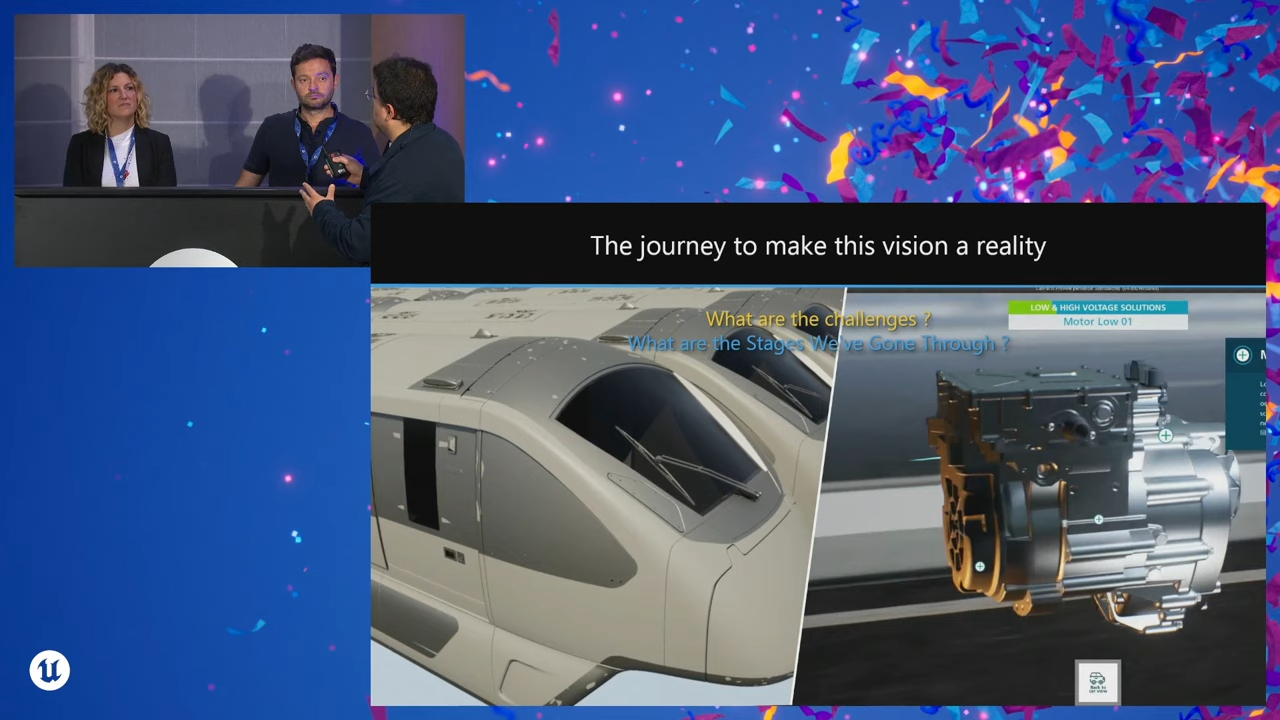 The journey to make this vision a reality
What are the challenges ?
What are the Stages We've Gone Through ?
LOW & HIGH VOLTAGE SOLUTIONS
Motor Low 01
Back to
car view